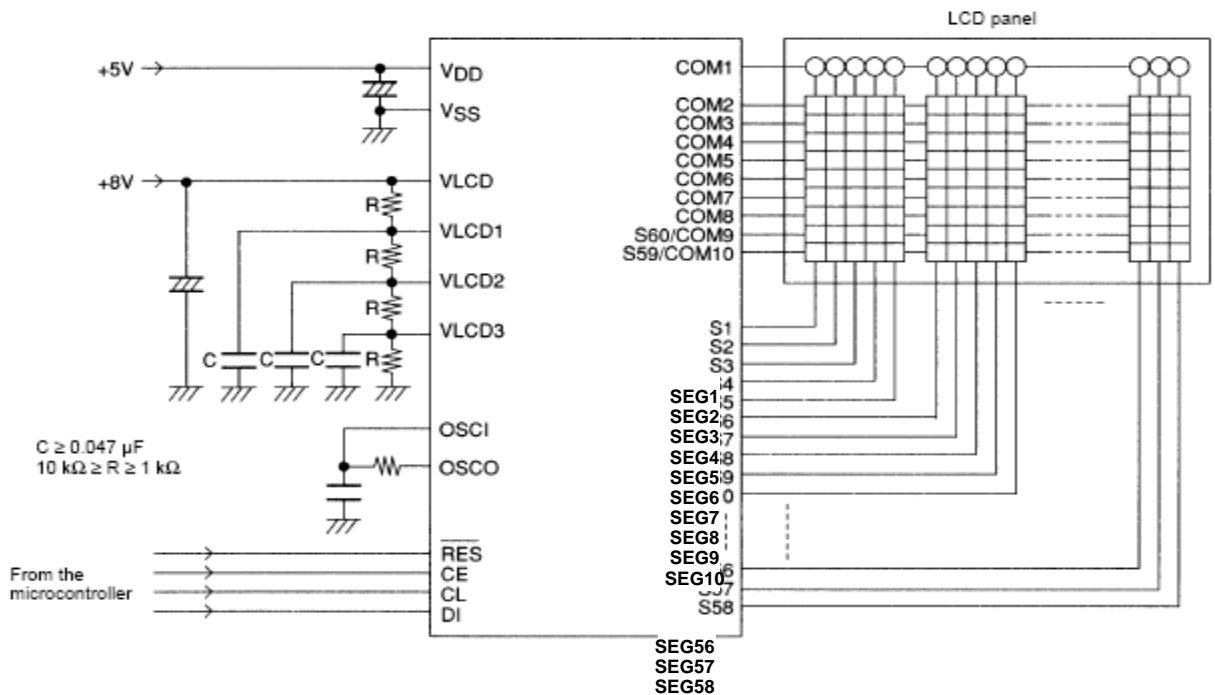 LCD panel
+5V
VDD
VSS
+8V
VLCD
R
VLCD1
R
VLCD2
R
VLCD3
R
C
C
C
C ≥ 0.047 µF
10 kΩ ≥ R ≥ 1 kΩ
OSCI
OSCO
From the
microcontroller
RES
CE
CL
DI
COM1
COM2
COM3
COM4
COM5
COM6
COM7
COM8
S60/COM9
S59/COM10
S1
S2
S3
SEG1
SEG2
SEG3
SEG4
SEG5
SEG6
SEG7
SEG8
SEG9
SEG10
S58
SEG56
SEG57
SEG58